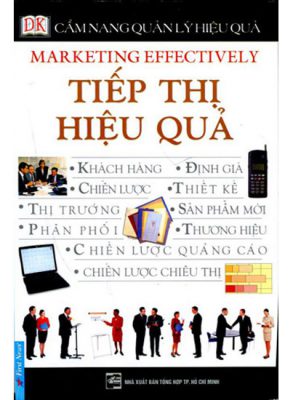 DK
CẨM NANG QUẢN LÝ HIỆU QUẢ
MARKETING EFFECTIVELY
TIẾP THỊ
HIỆU QUẢ
• KHÁCH HÀNG • ĐỊNH GIÁ
• CHIẾN LƯỢC • THIẾT KẾ
• THỊ TRƯỜNG • SẢN PHẨM MỚI
• PHÂN PHỐI • THƯƠNG HIỆU
• CHIẾN LƯỢC QUẢNG CÁO
• CHIẾN LƯỢC CHIÊU THỊ
First News
NHÀ XUẤT BẢN TỔNG HỢP TP. HỒ CHÍ MINH